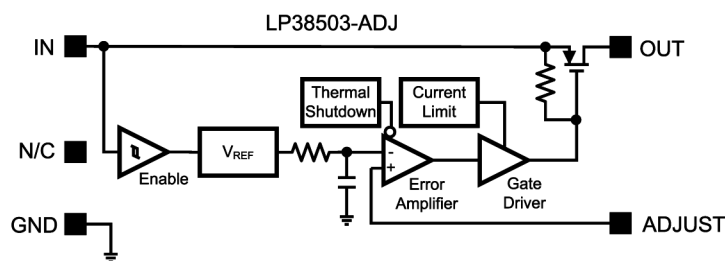 LP38503-ADJ
IN
OUT
Thermal
Shutdown
Current
Limit
N/C
VREF
-
+
Enable
Error
Amplifier
Gate
Driver
GND
ADJUST